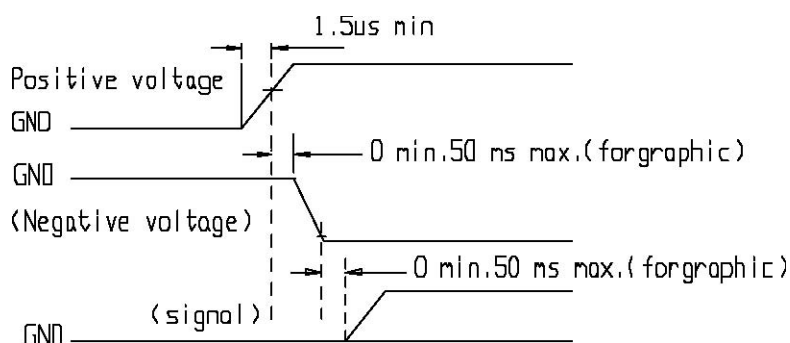 1.5us min
Positive voltage
GND
0 min.50 ms max.(forgraphic)
GND
(Negative voltage)
0 min.50 ms max.(forgraphic)
(signal)
GND